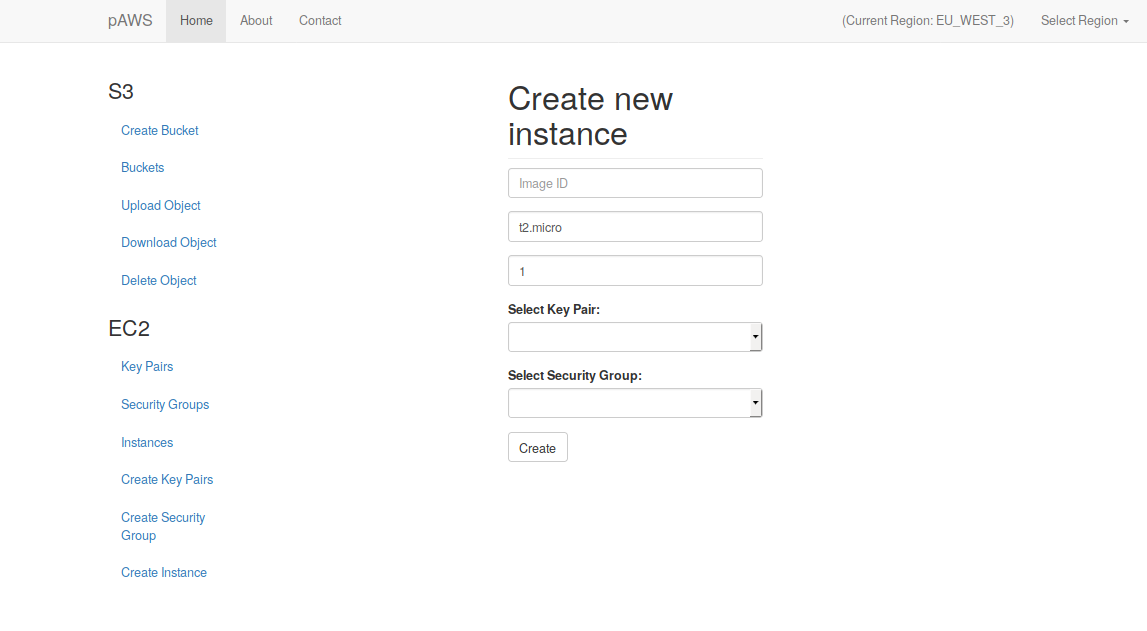 pAWS Home About Contact (Current Region: EU_WEST_3) Select Region
S3
Create Bucket
Buckets
Upload Object
Download Object
Delete Object
EC2
Key Pairs
Security Groups
Instances
Create Key Pairs
Create Security
Group
Create Instance
Create new
instance
Image ID
t2.micro
1
Select Key Pair:
Select Security Group:
Create